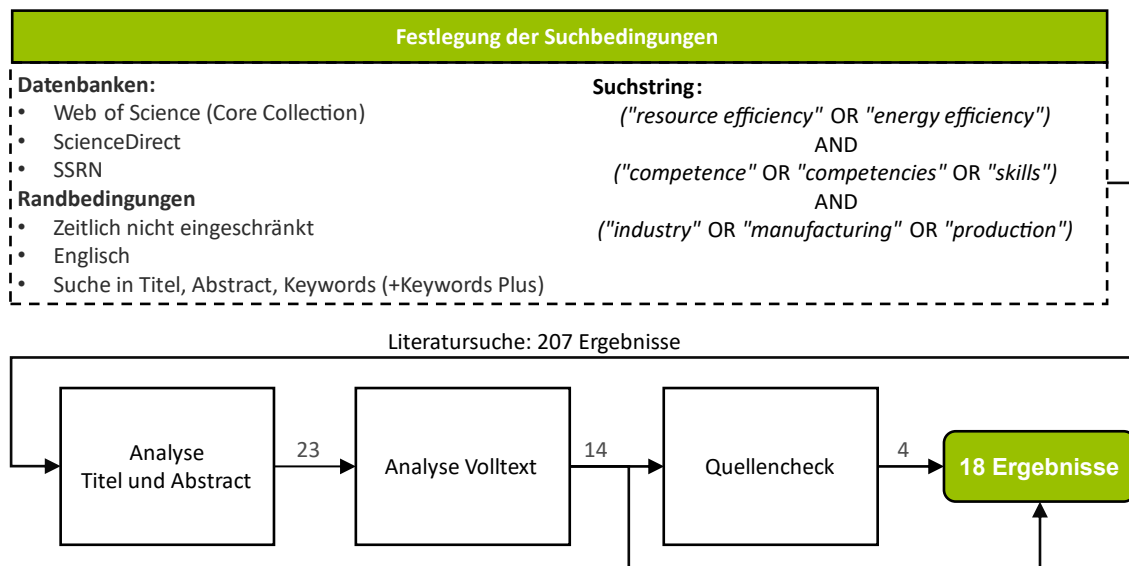 Festlegung der Suchbedingungen
Datenbanken:
• Web of Science (Core Collection)
• ScienceDirect
• SSRN
Randbedingungen
• Zeitlich nicht eingeschränkt
• Englisch
• Suche in Titel, Abstract, Keywords (+Keywords Plus)
Suchstring:
("resource efficiency" OR "energy efficiency")
AND
("competence" OR "competencies" OR "skills")
AND
("industry" OR "manufacturing" OR "production")
Literatursuche: 207 Ergebnisse
Analyse
Titel und Abstract
23
Analyse Volltext
14
Quellencheck
4
18 Ergebnisse